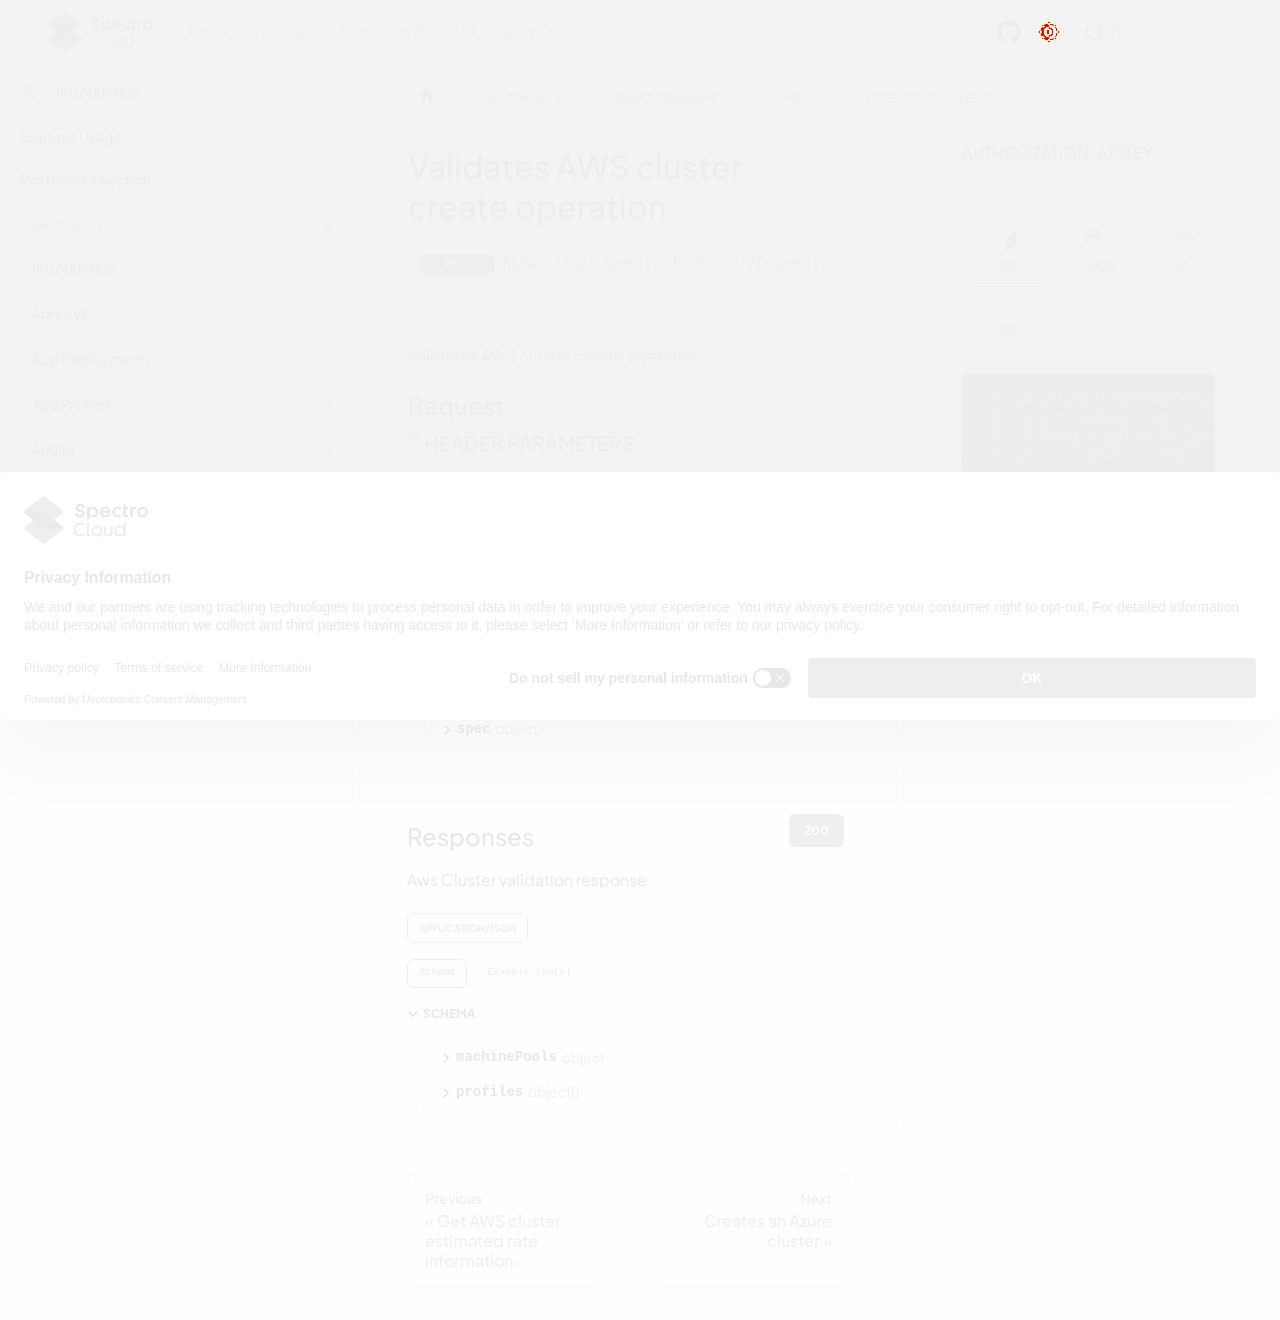 Spectro
Cloud
Docs Tutorials Downloads API latest
Search
Introduction
Example Usage
Postman Collection
Palette API V1
Introduction
Api Keys
App Deployments
App Profiles
Audits
Palette API V1
Spectroclusters
Validates AWS cluster create operation
Validates AWS cluster
create operation
POST
https://api.spectrocloud.com/v1/spectrocl
Validates AWS cluster create operation
Request
HEADER PARAMETERS
AUTHORIZATION: APIKEY
CURL
PYTHON
GO
CURL
Spectro
Cloud
Privacy Information
We and our partners are using tracking technologies to process personal data in order to improve your experience. You may always exercise your consumer right to opt-out. For detailed information
about personal information we collect and third parties having access to it, please select 'More Information' or refer to our privacy policy.
Privacy policy Terms of service More Information
Powered by Usercentrics Consent Management
Do not sell my personal information
OK
spec object
Responses
200
Aws Cluster validation response
APPLICATION/JSON
Schema Example (auto)
SCHEMA
machinePools object
profiles object[]
Previous
« Get AWS cluster
estimated rate
information
Next
Creates an Azure
cluster »